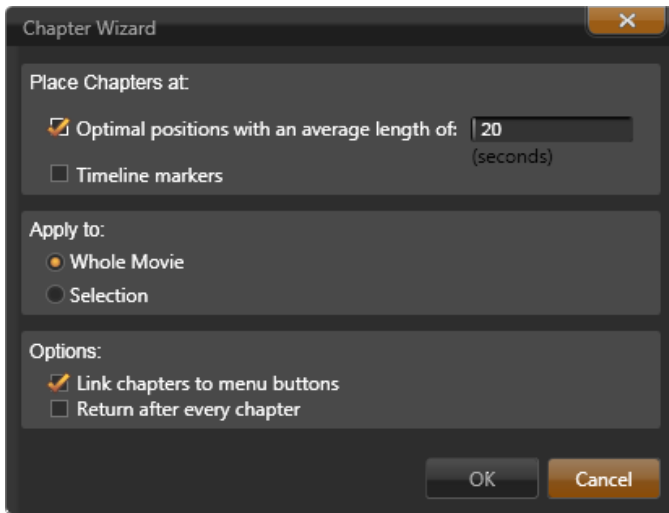 Chapter Wizard
Place Chapters at:
Optimal positions with an average length of: 20
(seconds)
Timeline markers
Apply to:
Whole Movie
Selection
Options:
Link chapters to menu buttons
Return after every chapter
OK Cancel